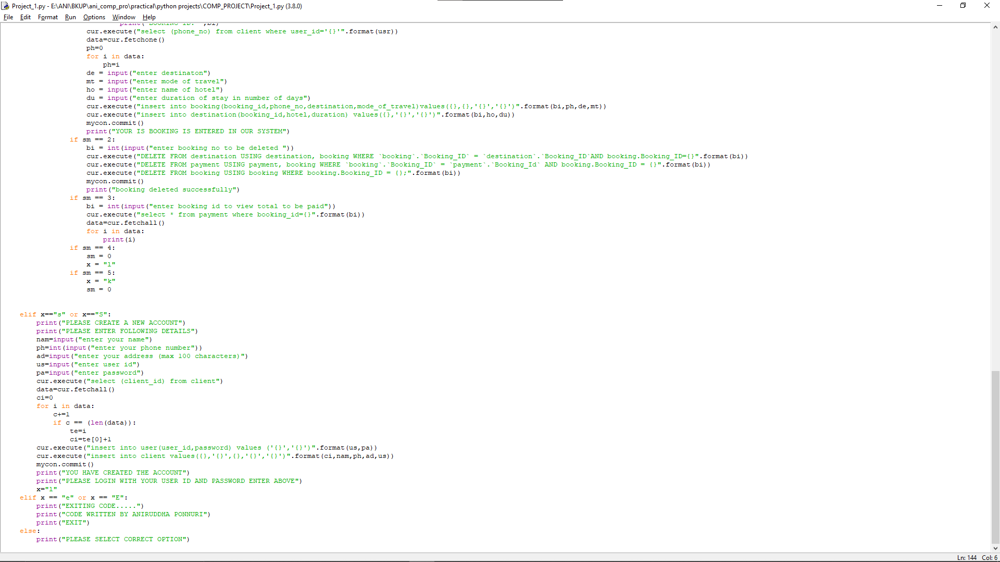 Project_1.py - E:\ANI\BKUP\ani_comp_pro\practical\python projects\COMP_PROJECT\Project_1.py (3.8.0)
File Edit Format Run Options Window Help
print("BOOKING ID: ",bi)
cur.execute("select (phone_no) from client where user_id='{}'".format(usr))
data=cur.fetchone()
ph=0
for i in data:
ph=i
de = input("enter destinaton")
mt = input("enter mode of travel")
ho = input("enter name of hotel")
du = input("enter duration of stay in number of days")
cur.execute("insert into booking(booking_id,phone_no,destination,mode_of_travel)values({},{},'{}','{}')".format(bi,ph,de,mt))
cur.execute("insert into destination(booking_id,hotel,duration) values({},'{}','{}')".format(bi,ho,du))
mycon.commit()
print("YOUR IS BOOKING IS ENTERED IN OUR SYSTEM")
if sm == 2:
bi = int(input("enter booking no to be deleted "))
cur.execute("DELETE FROM destination USING destination, booking WHERE `booking`.`Booking_ID` = `destination`.`Booking_ID`AND booking.Booking_ID={}".format(bi))
cur.execute("DELETE FROM payment USING payment, booking WHERE `booking`.`Booking_ID` = `payment`.`Booking_Id` AND booking.Booking_ID = {}".format(bi))
cur.execute("DELETE FROM booking USING booking WHERE booking.Booking_ID = {};".format(bi))
mycon.commit()
print("booking deleted successfully")
if sm == 3:
bi = int(input("enter booking id to view total to be paid"))
cur.execute("select * from payment where booking_id={}".format(bi))
data=cur.fetchall()
for i in data:
print(i)
if sm == 4:
sm = 0
x = "l"
if sm == 5:
x = "k"
sm = 0
elif x=="s" or x=="S":
print("PLEASE CREATE A NEW ACCOUNT")
print("PLEASE ENTER FOLLOWING DETAILS")
nam=input("enter your name")
ph=int(input("enter your phone number"))
ad=input("enter your address (max 100 characters)")
us=input("enter user id")
pa=input("enter password")
cur.execute("select (client_id) from client")
data=cur.fetchall()
ci=0
for i in data:
c+=1
if c == (len(data)):
te=i
ci=te[0]+1
cur.execute("insert into user(user_id,password) values ('{}','{}')".format(us,pa))
cur.execute("insert into client values({},'{}',{},'{}','{}')".format(ci,nam,ph,ad,us))
mycon.commit()
print("YOU HAVE CREATED THE ACCOUNT")
print("PLEASE LOGIN WITH YOUR USER ID AND PASSWORD ENTER ABOVE")
x="l"
elif x == "e" or x == "E":
print("EXITING CODE.....")
print("CODE WRITTEN BY ANIRUDDHA PONNURI")
print("EXIT")
else:
print("PLEASE SELECT CORRECT OPTION")
Ln: 144 Col: 6